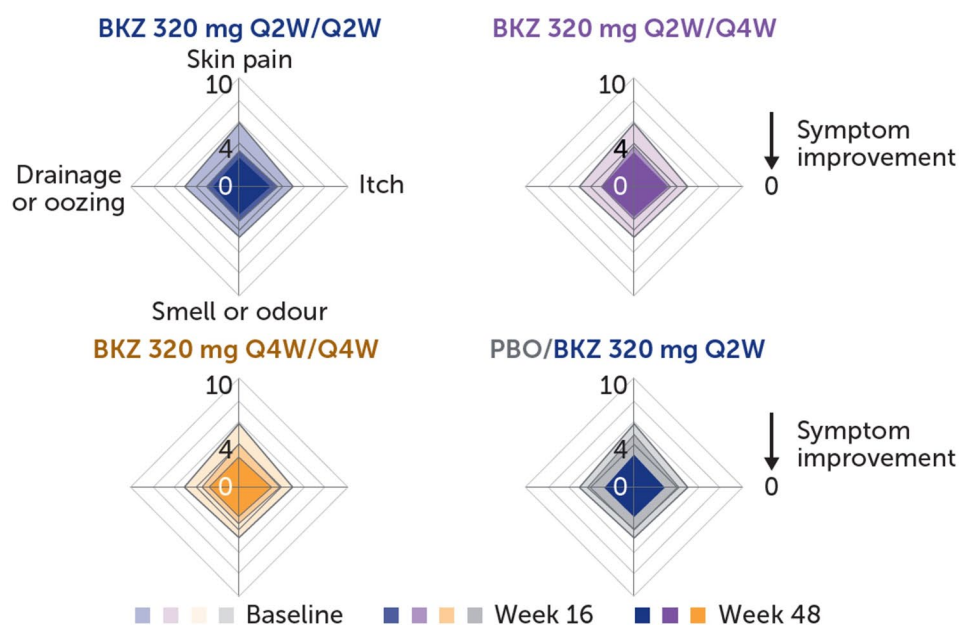 BKZ 320 mg Q2W/Q2W
BKZ 320 mg Q2W/Q4W
Skin pain
10
10
4
4
Symptom
improvement
Drainage
or oozing
0
Itch
0
0
Smell or odour
BKZ 320 mg Q4W/Q4W
PBO/BKZ 320 mg Q2W
10
10
4
4
Symptom
improvement
0
0
0
Baseline
Week 16
Week 48